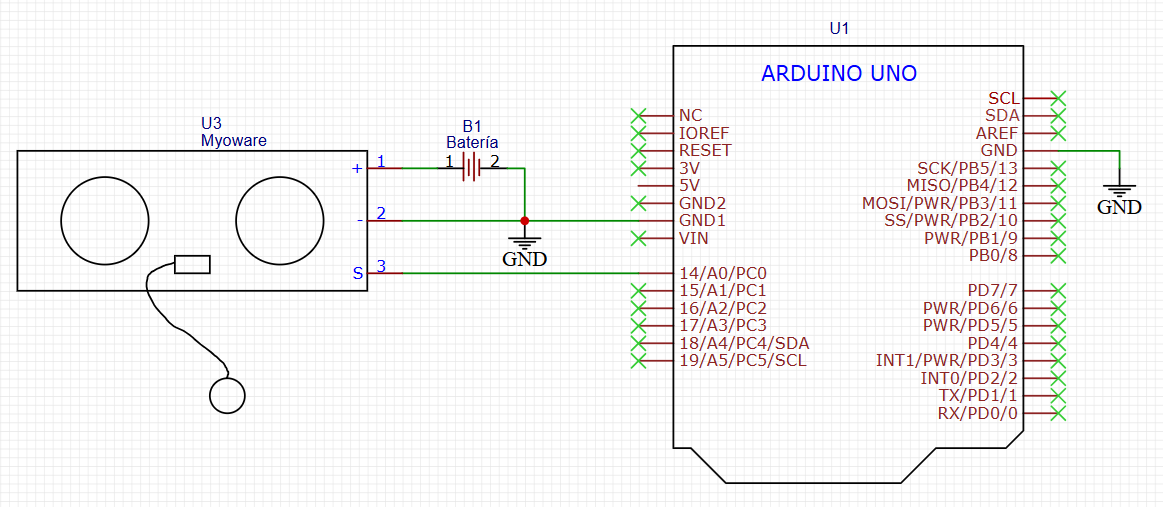 U1
ARDUINO UNO
U3
Myoware
B1
Batería
+ 1
1 2
- 2
S 3
GND
NC
IOREF
RESET
3V
5V
GND2
GND1
VIN
14/A0/PC0
15/A1/PC1
16/A2/PC2
17/A3/PC3
18/A4/PC4/SDA
19/A5/PC5/SCL
SCL
SDA
AREF
GND
SCK/PB5/13
MISO/PB4/12
MOSI/PWR/PB3/11
SS/PWR/PB2/10
PWR/PB1/9
PB0/8
PD7/7
PWR/PD6/6
PWR/PD5/5
PD4/4
INT1/PWR/PD3/3
INT0/PD2/2
TX/PD1/1
RX/PD0/0
GND